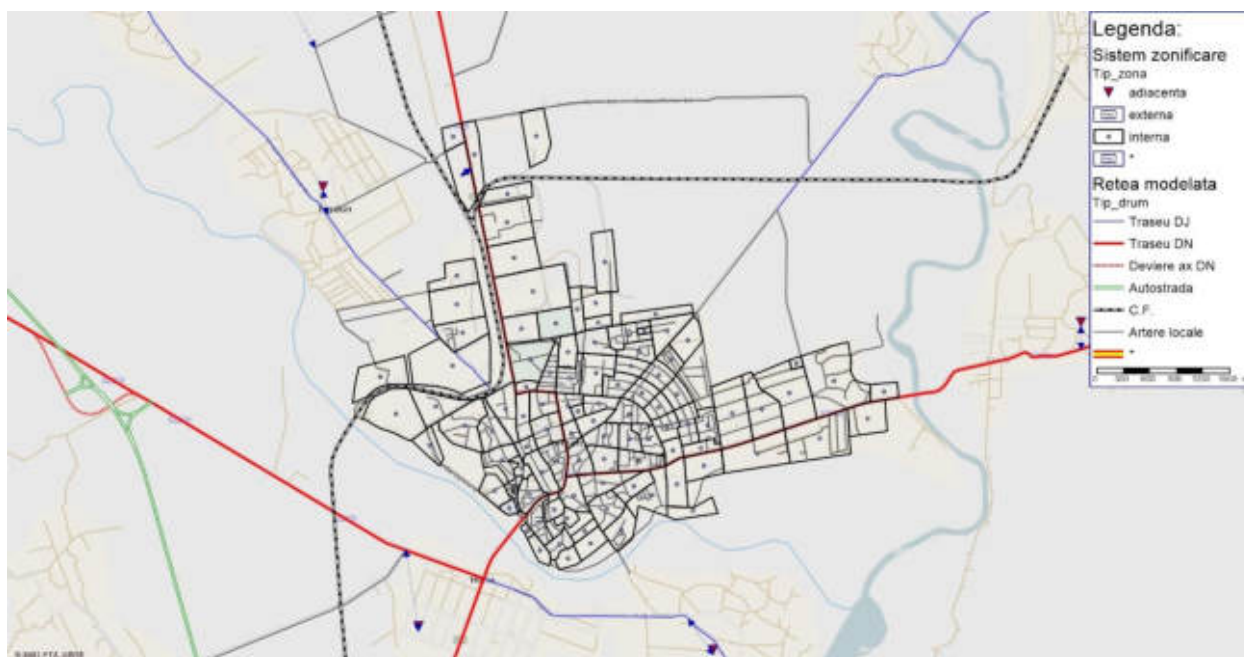 Legenda:
Sistem zonificare
Tip_zona
adiacenta
externa
interna
*
Retea modelata
Tip_drum
Traseu DJ
Traseu DN
Deviere ax DN
Autostrada
C.F.
Artere locale
*